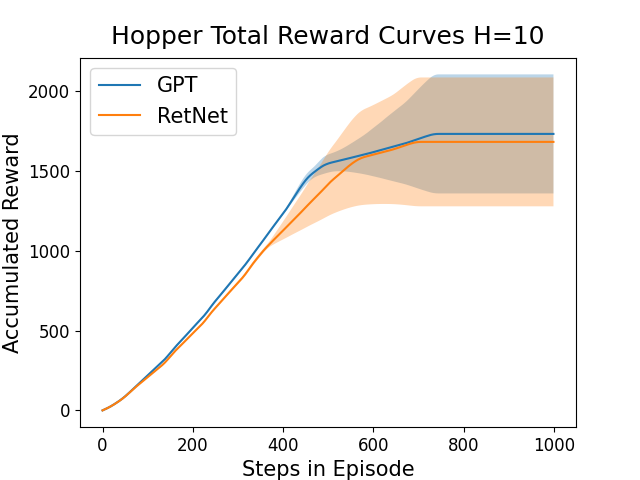 Hopper Total Reward Curves H=10
GPT
RetNet
Accumulated Reward
2000
1500
1000
500
0
0 200 400 600 800 1000
Steps in Episode